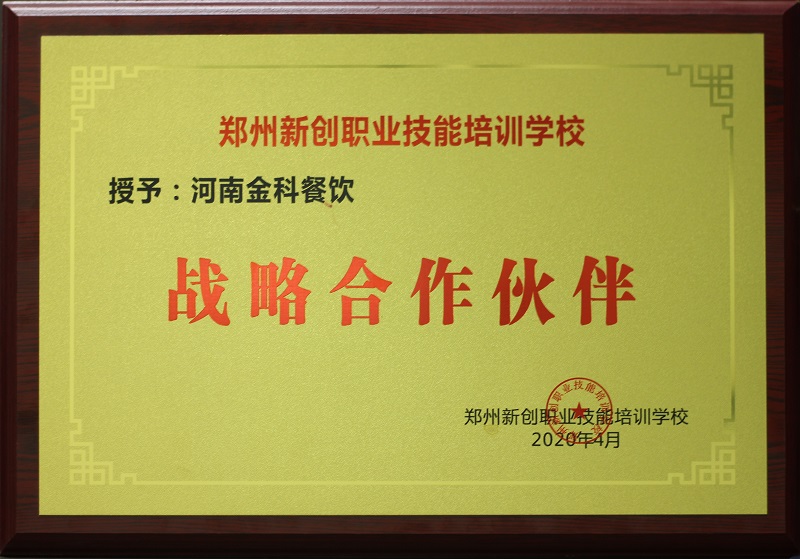 郑州新创职业技能培训学校
授予：河南金科餐饮
战略合作伙伴
郑州新创职业技能培训学校
2020年4月